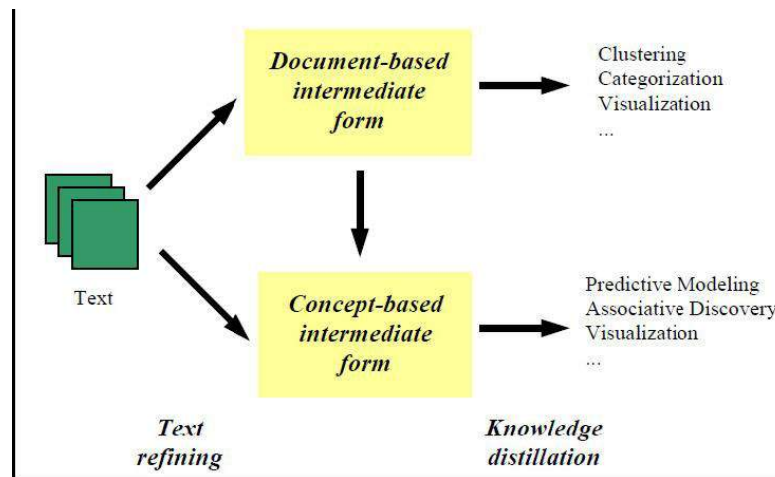 Document-based
intermediate
form
Clustering
Categorization
Visualization
...
Text
Concept-based
intermediate
form
Predictive Modeling
Associative Discovery
Visualization
...
Text
refining
Knowledge
distillation